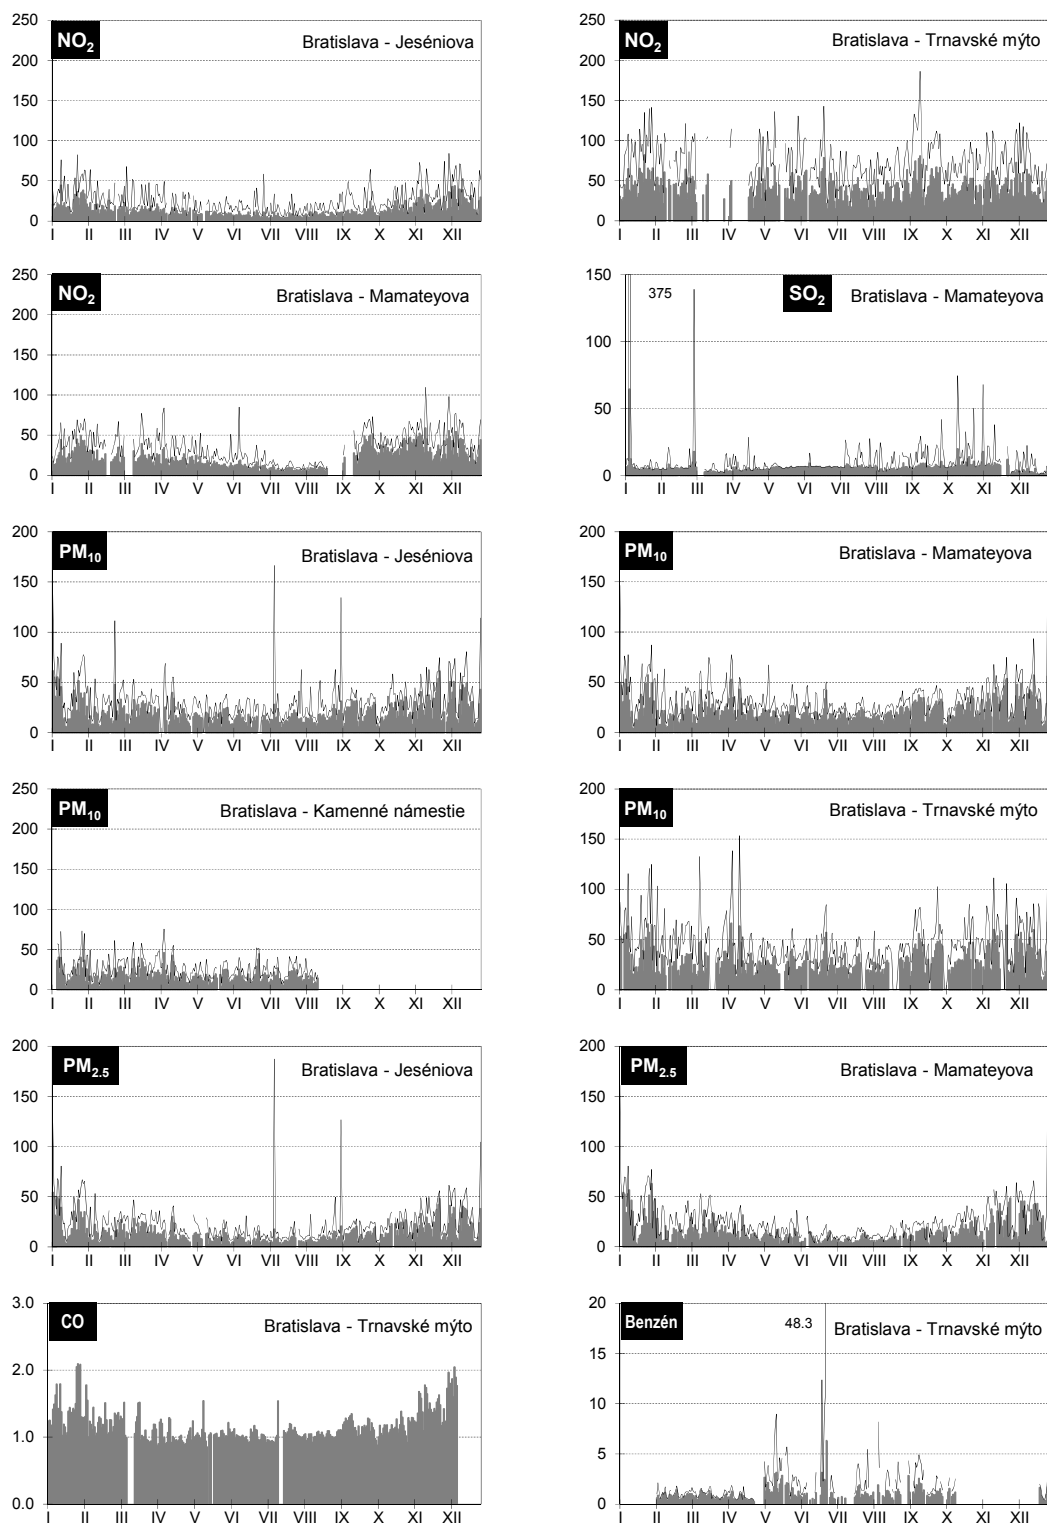 NO2 Bratislava - Jeséniova
250
200
150
100
50
0
I II III IV V VI VII VIII IX X XI XII
NO2 Bratislava - Trnavské mýto
250
200
150
100
50
0
I II III IV V VI VII VIII IX X XI XII
NO2 Bratislava - Mamateyova
250
200
150
100
50
0
I II III IV V VI VII VIII IX X XI XII
375 SO2 Bratislava - Mamateyova
150
100
50
0
I II III IV V VI VII VIII IX X XI XII
PM10 Bratislava - Jeséniova
200
150
100
50
0
I II III IV V VI VII VIII IX X XI XII
PM10 Bratislava - Mamateyova
200
150
100
50
0
I II III IV V VI VII VIII IX X XI XII
PM10 Bratislava - Kamenné námestie
250
200
150
100
50
0
I II III IV V VI VII VIII IX X XI XII
PM10 Bratislava - Trnavské mýto
200
150
100
50
0
I II III IV V VI VII VIII IX X XI XII
PM2.5 Bratislava - Jeséniova
200
150
100
50
0
I II III IV V VI VII VIII IX X XI XII
PM2.5 Bratislava - Mamateyova
200
150
100
50
0
I II III IV V VI VII VIII IX X XI XII
CO Bratislava - Trnavské mýto
3.0
2.0
1.0
0.0
I II III IV V VI VII VIII IX X XI XII
Benzén 48.3 Bratislava - Trnavské mýto
20
15
10
5
0
I II III IV V VI VII VIII IX X XI XII